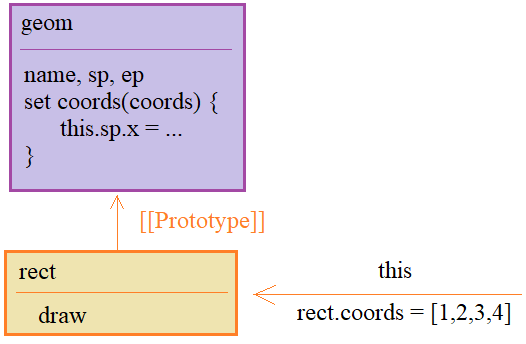 geom
name, sp, ep
set coords(coords) {
this.sp.x = ...
}
[[Prototype]]
rect
draw
this
rect.coords = [1,2,3,4]